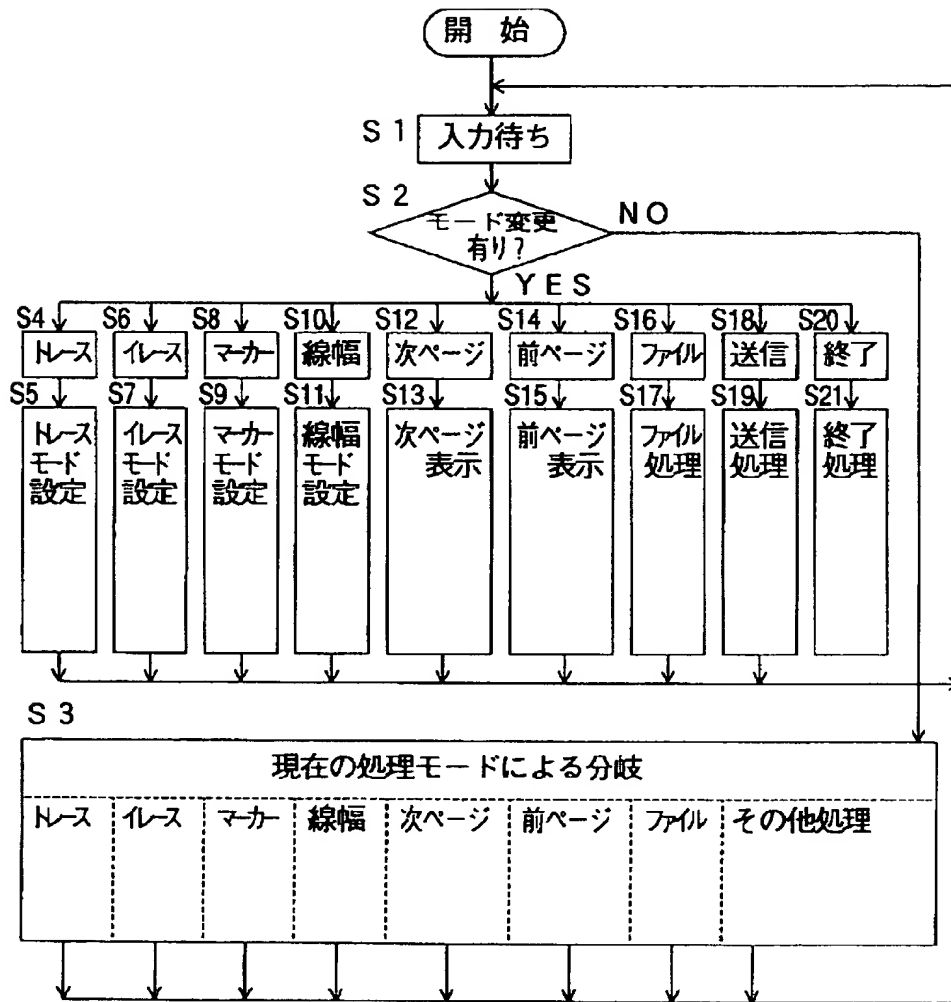 開 始
S1 入力待ち
S2 モード変更
有り?
NO
YES
S4 S6 S8 S10 S12 S14 S16 S18 S20
トレース イレース マーカー 線幅 次ページ 前ページ ファイル 送信 終了
S5 S7 S9 S11 S13 S15 S17 S19 S21
トレース イレース マーカー 線幅 次ページ 前ページ ファイル 送信 終了
モード モード モード モード 表示 表示 処理 処理 処理
設定 設定 設定 設定
S3
現在の処理モードによる分岐
トレース イレース マーカー 線幅 次ページ 前ページ ファイル その他処理